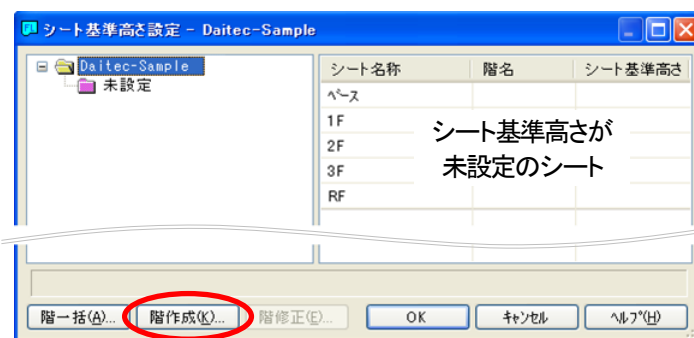 シート基準高さ設定 - Daitec-Sample
Daitec-Sample
未設定
シート名称 階名 シート基準高さ
ベース
1F
2F
3F
RF
シート基準高さが
未設定のシート
階一括(A)... 階作成(K)... 階修正(E)... OK キャンセル ヘルプ(H)